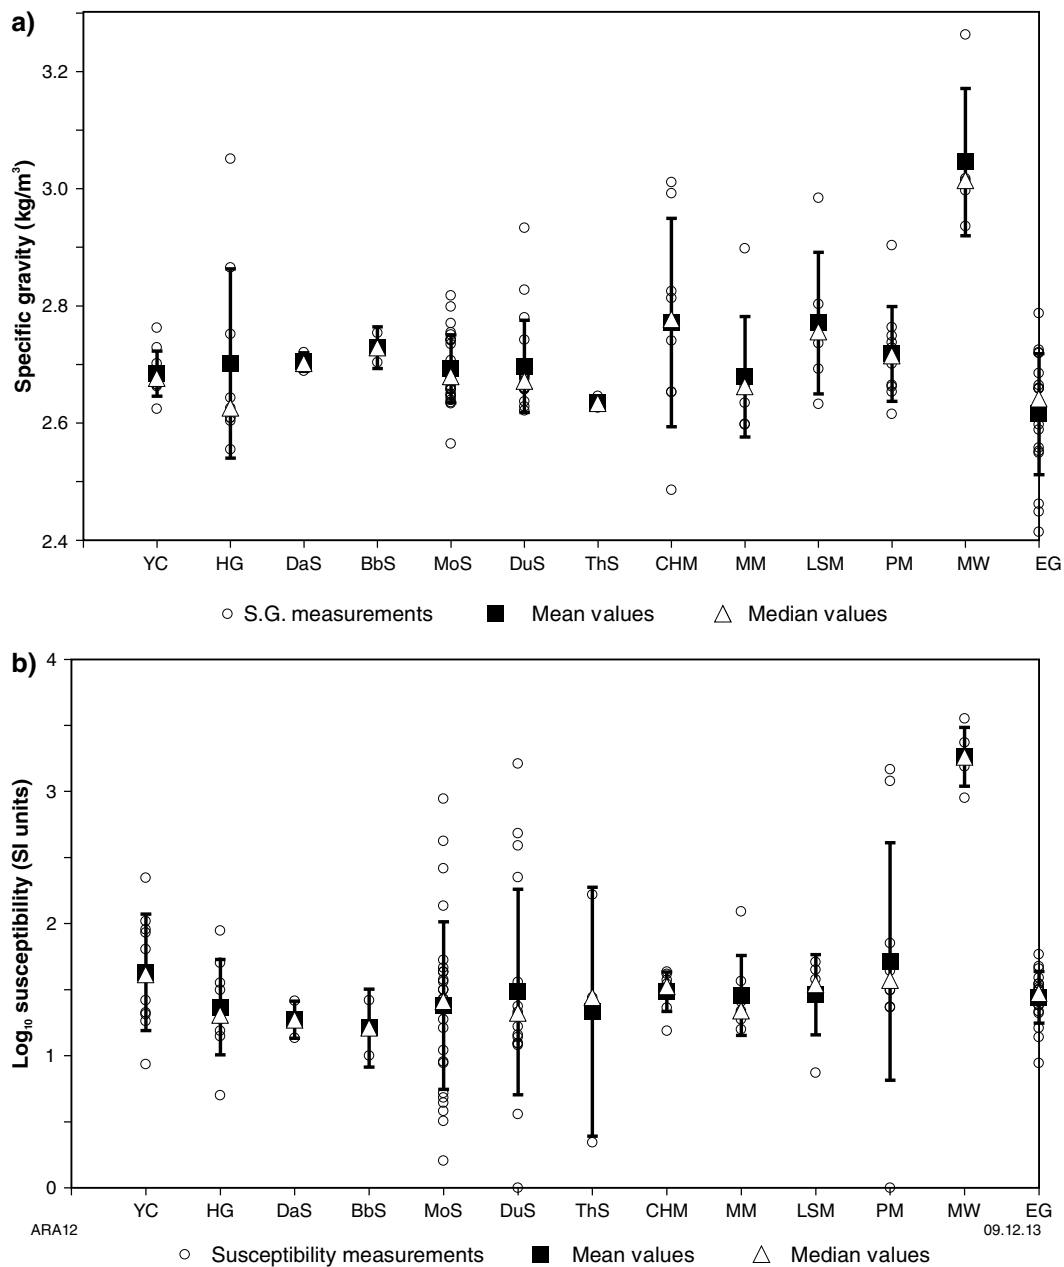 a)
Specific gravity (kg/m³)
3.2
3.0
2.8
2.6
2.4
YC HG DaS BbS MoS DuS ThS CHM MM LSM PM MW EG
S.G. measurements Mean values Median values
b)
Log₁₀ susceptibility (SI units)
4
3
2
1
0
YC HG DaS BbS MoS DuS ThS CHM MM LSM PM MW EG
ARA12 09.12.13
Susceptibility measurements Mean values Median values